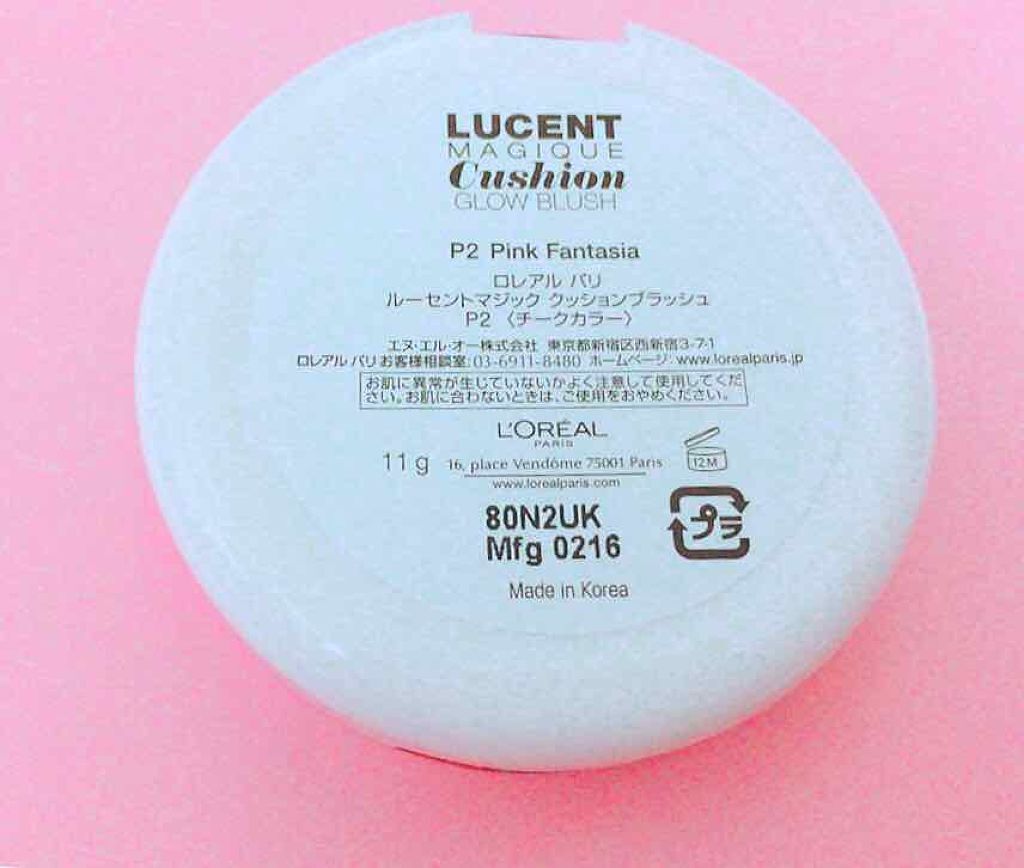 LUCENT
MAGIQUE
Cushion
GLOW BLUSH
P2 Pink Fantasia
ロレアル パリ
ルーセントマジック クッションブラッシュ
P2 〈チークカラー〉
エヌ・エル・オー株式会社 東京都新宿区西新宿3-7-1
ロレアル パリ お客様相談室: 03-6911-8480 ホームページ: www.lorealparis.jp
お肌に異常が生じていないかよく注意して使用してくだ
さい。お肌に合わないときは、ご使用をおやめください。
L'ORÉAL
PARIS
11 g 16, place Vendôme 75001 Paris 12M
www.lorealparis.com
80N2UK
Mfg 0216
プラ
Made in Korea